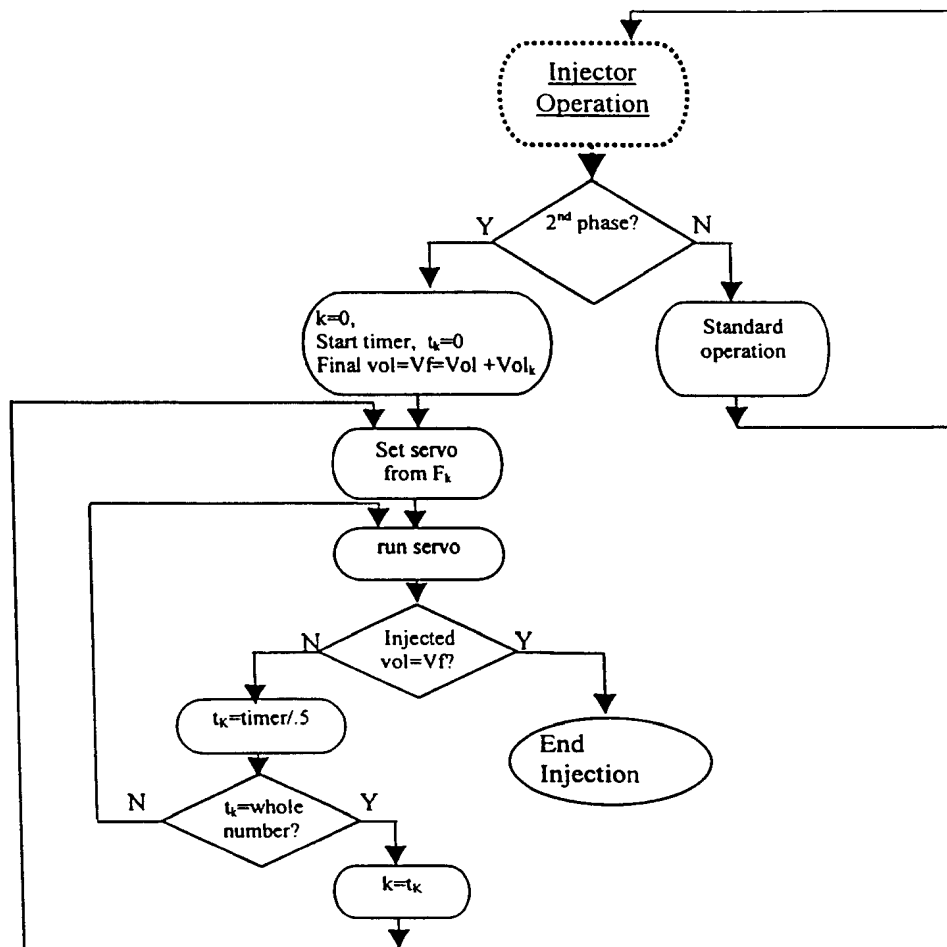 Injector
Operation
2nd phase?
Y
N
k=0,
Start timer, tk=0
Final vol=Vf=Vol +Volk
Standard
operation
Set servo
from Fk
run servo
N
Injected
vol=Vf?
Y
tK=timer/.5
End
Injection
N
tk=whole
number?
Y
k=tK